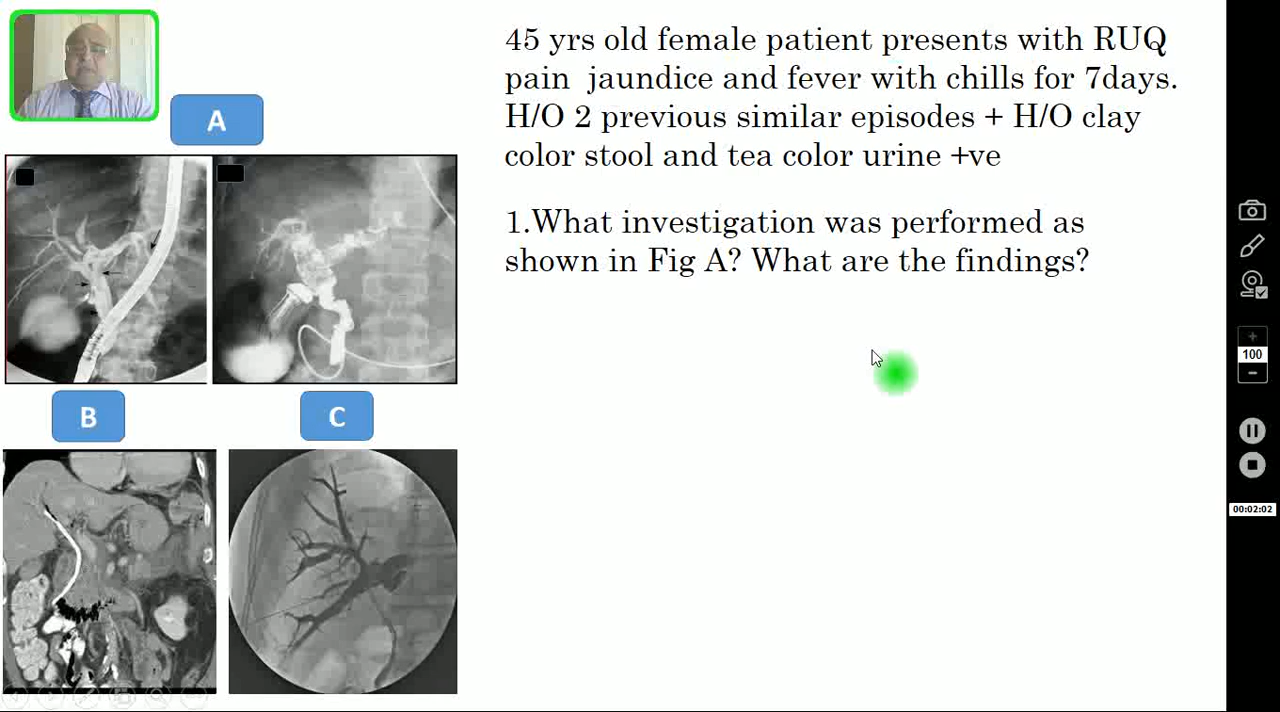 45 yrs old female patient presents with RUQ
pain jaundice and fever with chills for 7days.
H/O 2 previous similar episodes + H/O clay
color stool and tea color urine +ve
1.What investigation was performed as
shown in Fig A? What are the findings?
A
B
C
100
00:02:02